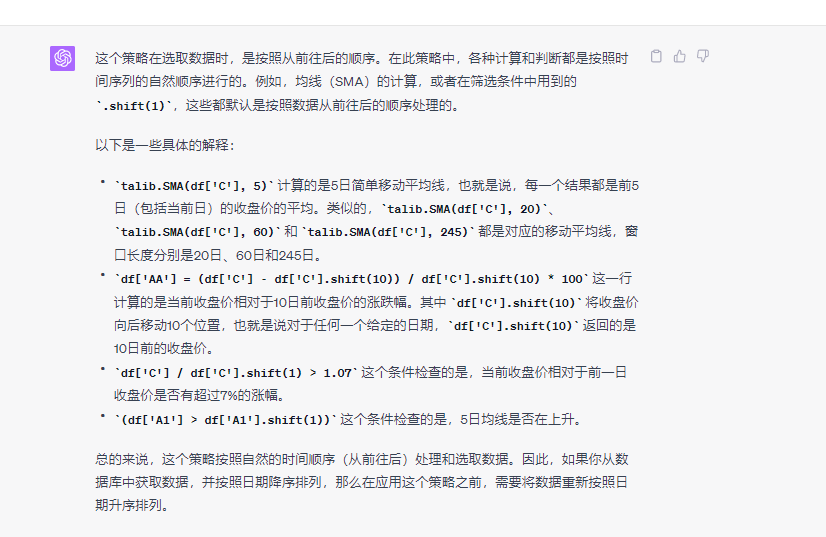 这个策略在选取数据时，是按照从前往后的顺序。在此策略中，各种计算和判断都是按照时
间序列的自然顺序进行的。例如，均线（SMA）的计算，或者在筛选条件中用到的
`.shift(1)`，这些都默认是按照数据从前往后的顺序处理的。
以下是一些具体的解释：
• `talib.SMA(df['C'], 5)` 计算的是5日简单移动平均线，也就是说，每一个结果都是前5
日（包括当前日）的收盘价的平均。类似的，`talib.SMA(df['C'], 20)`、
`talib.SMA(df['C'], 60)` 和 `talib.SMA(df['C'], 245)` 都是对应的移动平均线，窗
口长度分别是20日、60日和245日。
• `df['AA'] = (df['C'] - df['C'].shift(10)) / df['C'].shift(10) * 100` 这一行
计算的是当前收盘价相对于10日前收盘价的涨跌幅。其中 `df['C'].shift(10)` 将收盘价
向后移动10个位置，也就是说对于任何一个给定的日期，`df['C'].shift(10)` 返回的是
10日前的收盘价。
• `df['C'] / df['C'].shift(1) > 1.07` 这个条件检查的是，当前收盘价相对于前一日
收盘价是否有超过7%的涨幅。
• `(df['A1'] > df['A1'].shift(1))` 这个条件检查的是，5日均线是否在上升。
总的来说，这个策略按照自然的时间顺序（从前往后）处理和选取数据。因此，如果你从数
据库中获取数据，并按照日期降序排列，那么在应用这个策略之前，需要将数据重新按照日
期升序排列。